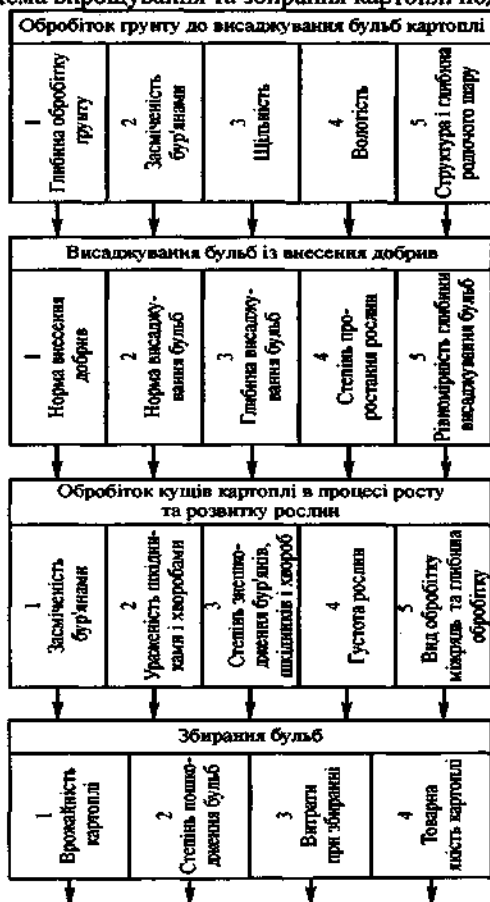 Схема вирощування та збирання картоплі
Обробіток ґрунту до висаджування бульб картоплі
1
Глибина обробітку
ґрунту
2
Засміченість
бур'янами
3
Щільність
4
Вологість
5
Структура і глибина
родючого шару
Висаджування бульб із внесення добрив
1
Норма внесення
добрив
2
Норма висаджу-
вання бульб
3
Глибина висаджу-
вання бульб
4
Степінь про-
ростання рослин
5
Рівномірність глибини
висаджування бульб
Обробіток кущів картоплі в процесі росту
та розвитку рослин
1
Засміченість
бур'янами
2
Ураженість шкідни-
ками і хворобами
3
Степінь знешко-
дження бур'янів,
шкідників і хвороб
4
Густота рослин
5
Вид обробітку
міжрядь та глибина
обробітку
Збирання бульб
1
Врожайність
картоплі
2
Степінь пошко-
дження бульб
3
Витрати
при збиранні
4
Товарна
якість картоплі